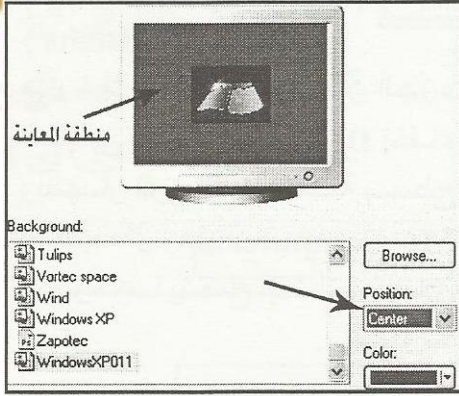 منطقة المعاينة
Background:
Tulips
Vortec space
Wind
Windows XP
Zapotec
WindowsXP011
Browse...
Position:
Center
Color: